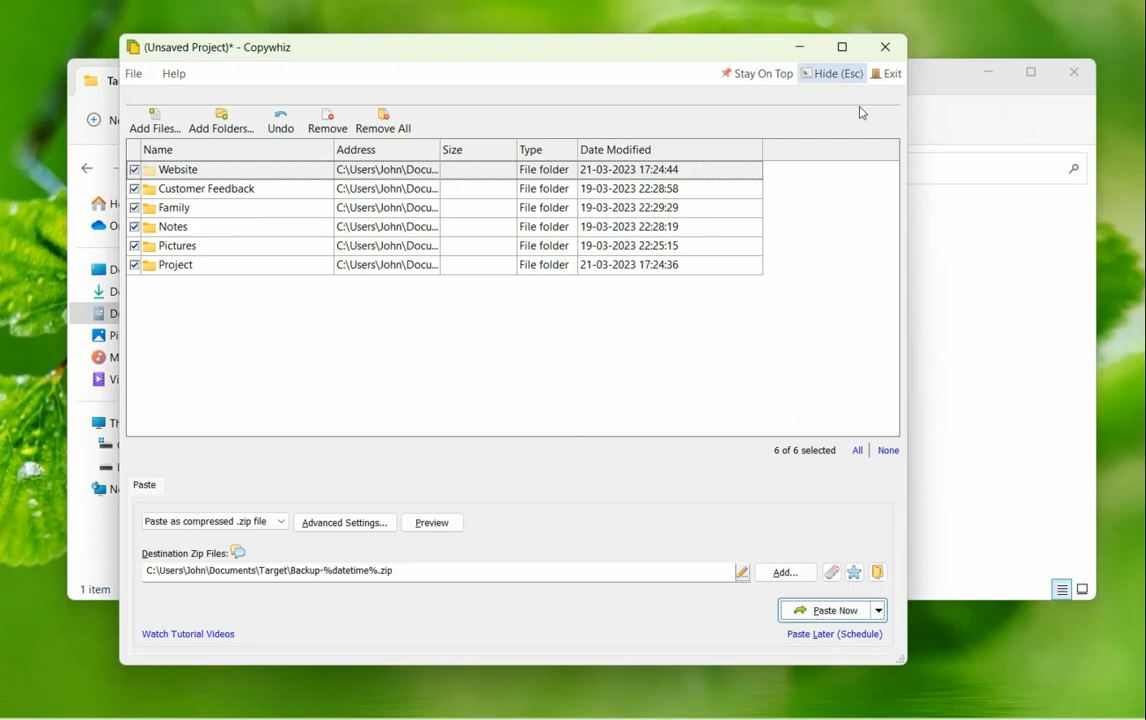 (Unsaved Project)* - Copywhiz
Ta
File Help Stay On Top Hide (Esc) Exit
Add Files... Add Folders... Undo Remove Remove All
Name Address Size Type Date Modified
Website C:\Users\John\Docu... File folder 21-03-2023 17:24:44
Customer Feedback C:\Users\John\Docu... File folder 19-03-2023 22:28:58
Family C:\Users\John\Docu... File folder 19-03-2023 22:29:29
Notes C:\Users\John\Docu... File folder 19-03-2023 22:28:19
Pictures C:\Users\John\Docu... File folder 19-03-2023 22:25:15
Project C:\Users\John\Docu... File folder 21-03-2023 17:24:36
6 of 6 selected All None
Paste
Paste as compressed .zip file Advanced Settings... Preview
Destination Zip Files:
C:\Users\John\Documents\Target\Backup-%datetime%.zip Add...
1 item
Paste Now
Watch Tutorial Videos Paste Later (Schedule)